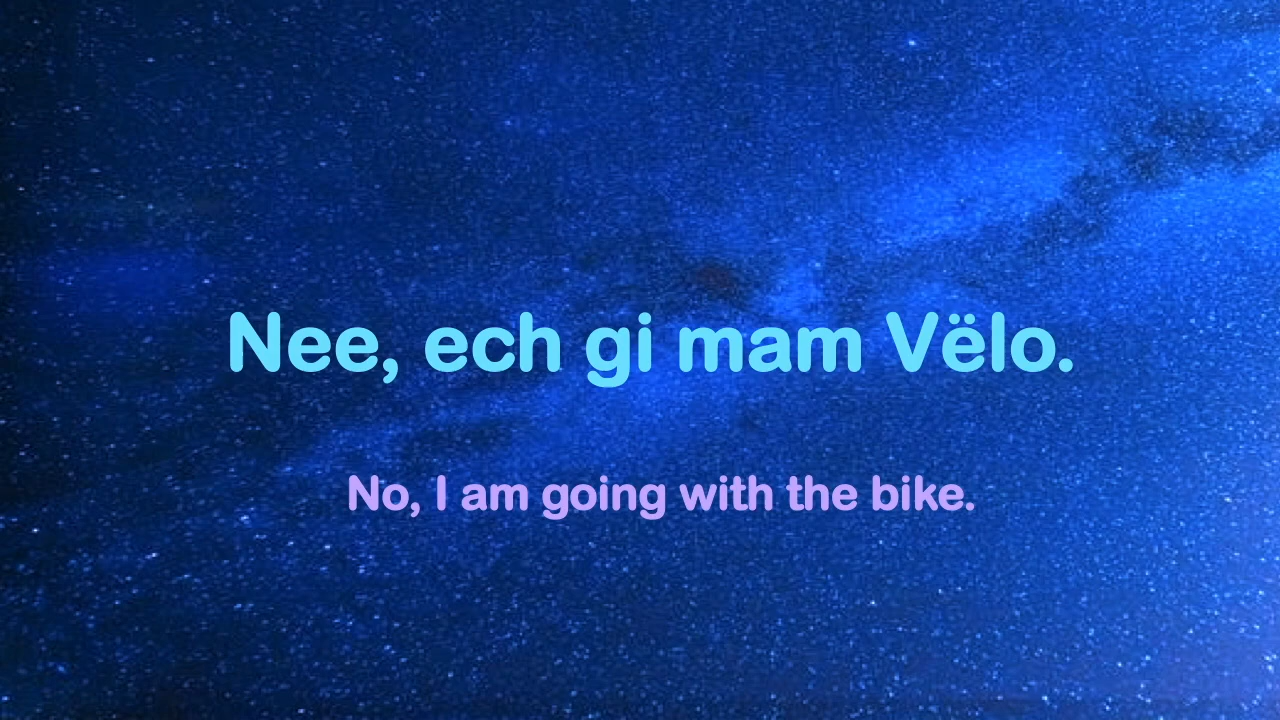 Nee, ech gi mam Vëlo.
No, I am going with the bike.